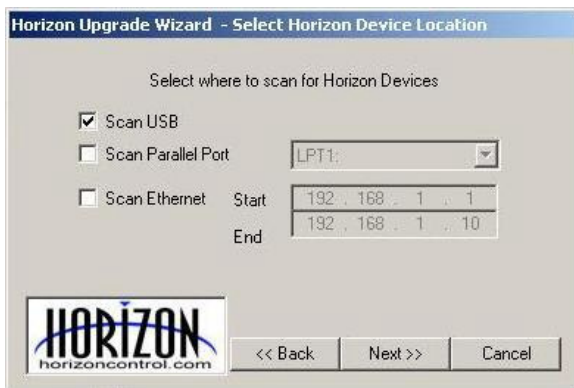 Horizon Upgrade Wizard - Select Horizon Device Location
Select where to scan for Horizon Devices
Scan USB
Scan Parallel Port LPT1:
Scan Ethernet Start 192 . 168 . 1 . 1
End 192 . 168 . 1 . 10
HORIZON
horizoncontrol.com
<< Back Next >> Cancel